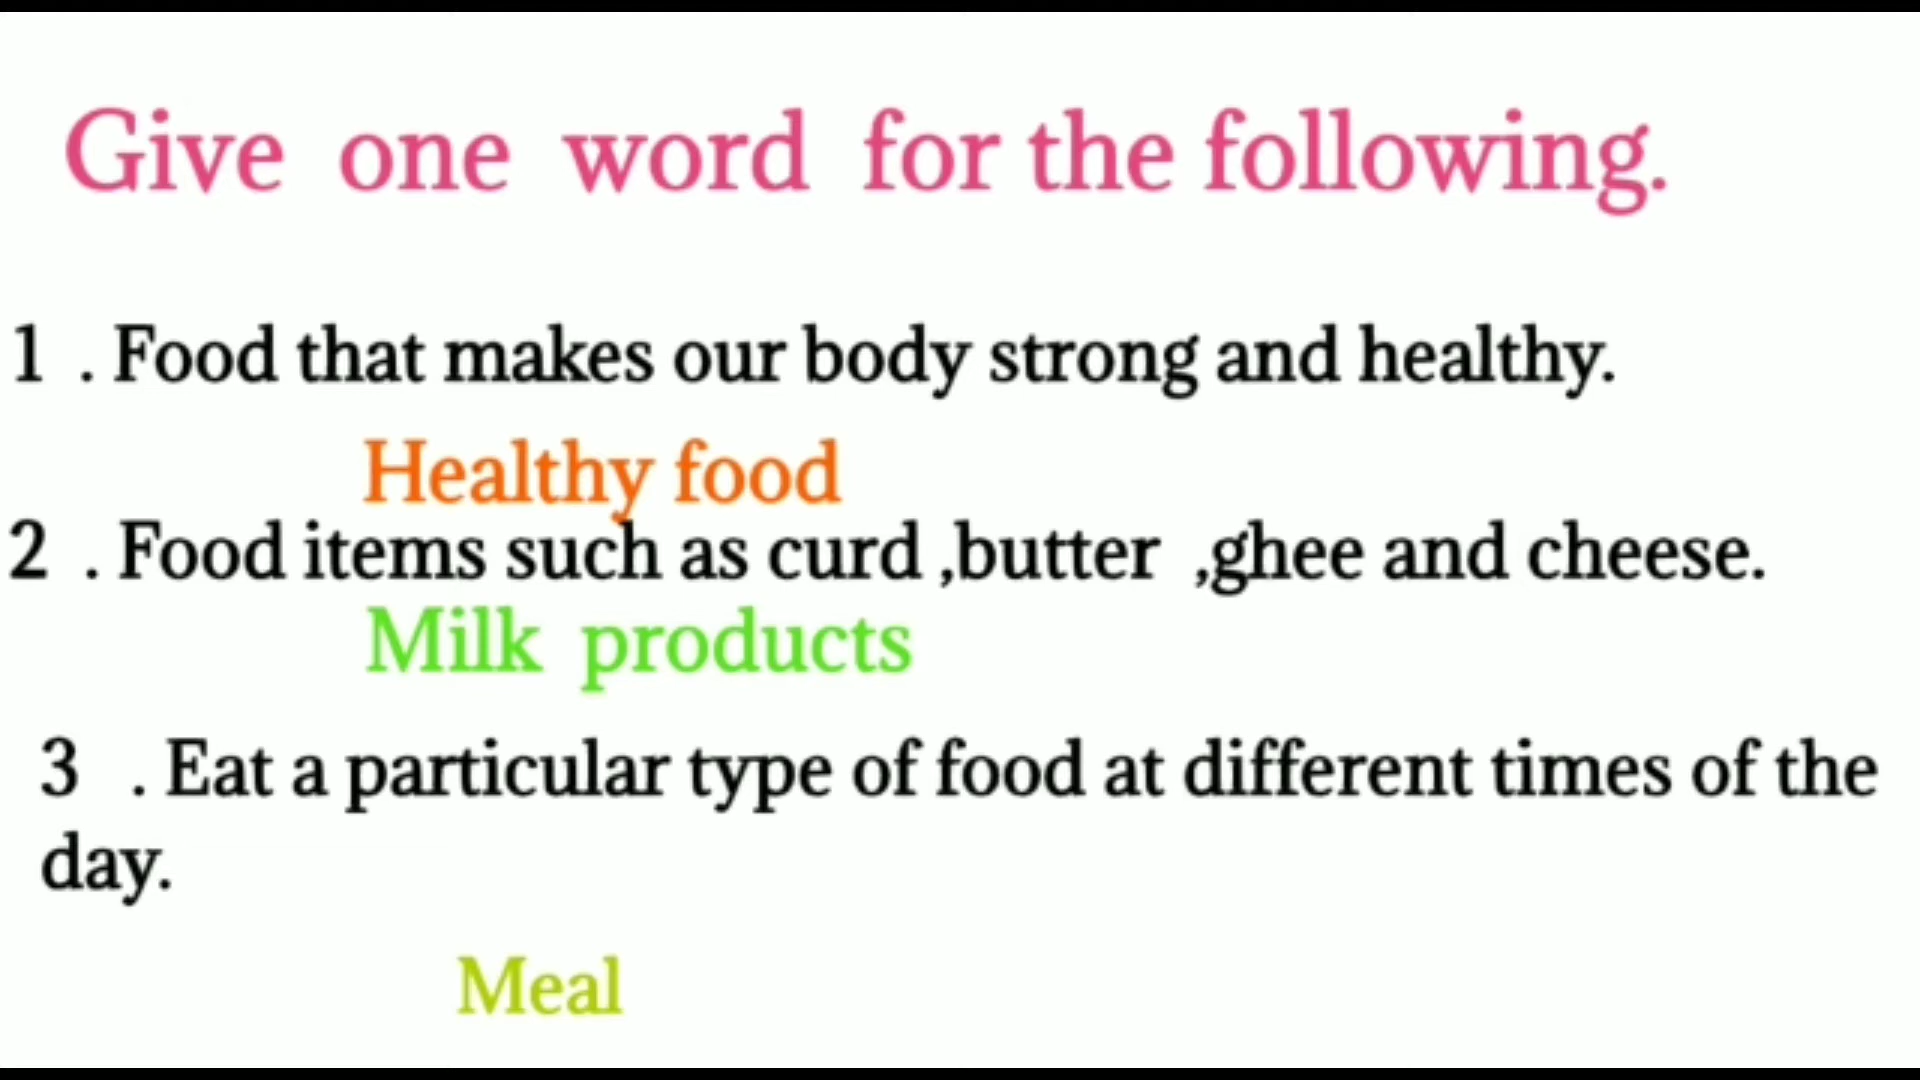 Give one word for the following.
1 . Food that makes our body strong and healthy.
Healthy food
2 . Food items such as curd ,butter ,ghee and cheese.
Milk products
3 . Eat a particular type of food at different times of the
day.
Meal